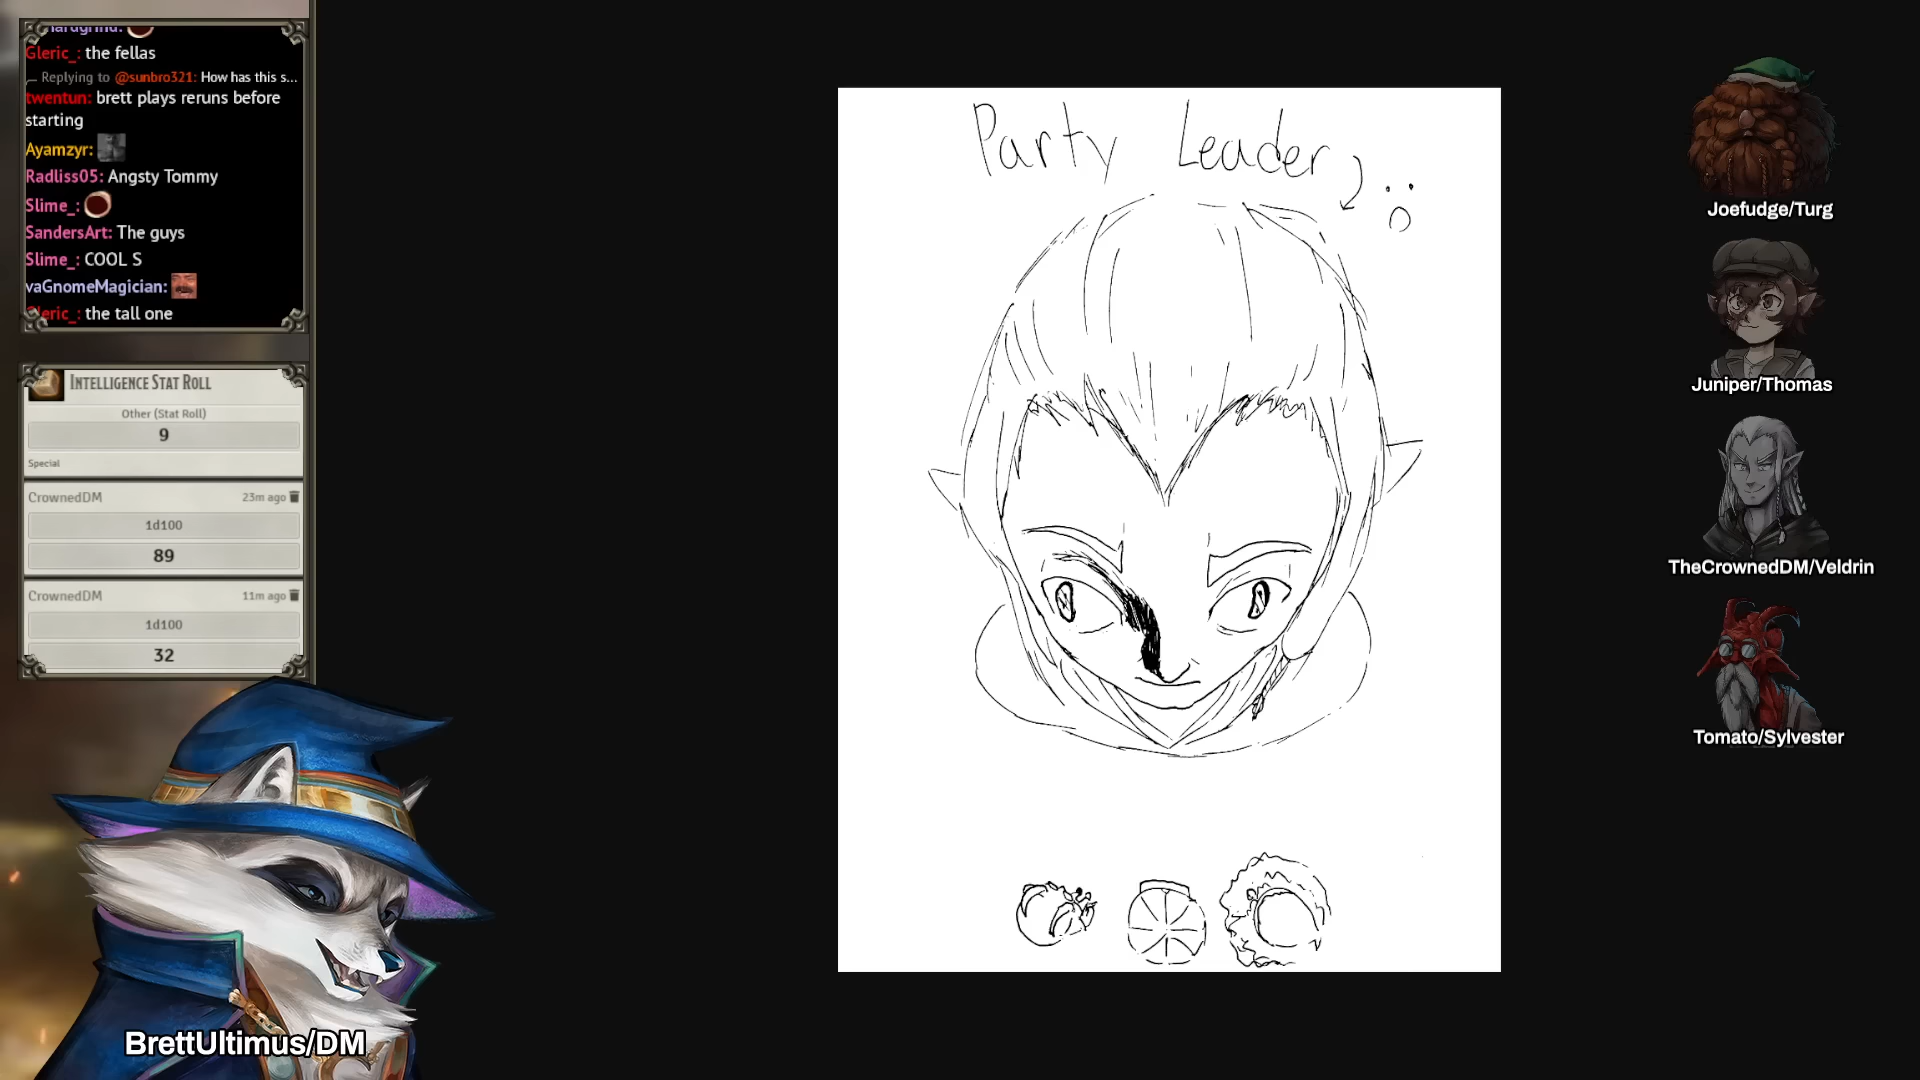 Gleric_: the fellas
Replying to @sunbro321: How has this s...
twentun: brett plays reruns before
starting
Ayamzyr:
Radliss05: Angsty Tommy
Slime_:
SandersArt: The guys
Slime_: COOL S
vaGnomeMagician:
Gleric_: the tall one
INTELLIGENCE STAT ROLL
Other (Stat Roll)
9
Special
CrownedDM 23m ago
1d100
89
CrownedDM 11m ago
1d100
32
BrettUltimus/DM
Party Leader
Joefudge/Turg
Juniper/Thomas
TheCrownedDM/Veldrin
Tomato/Sylvester